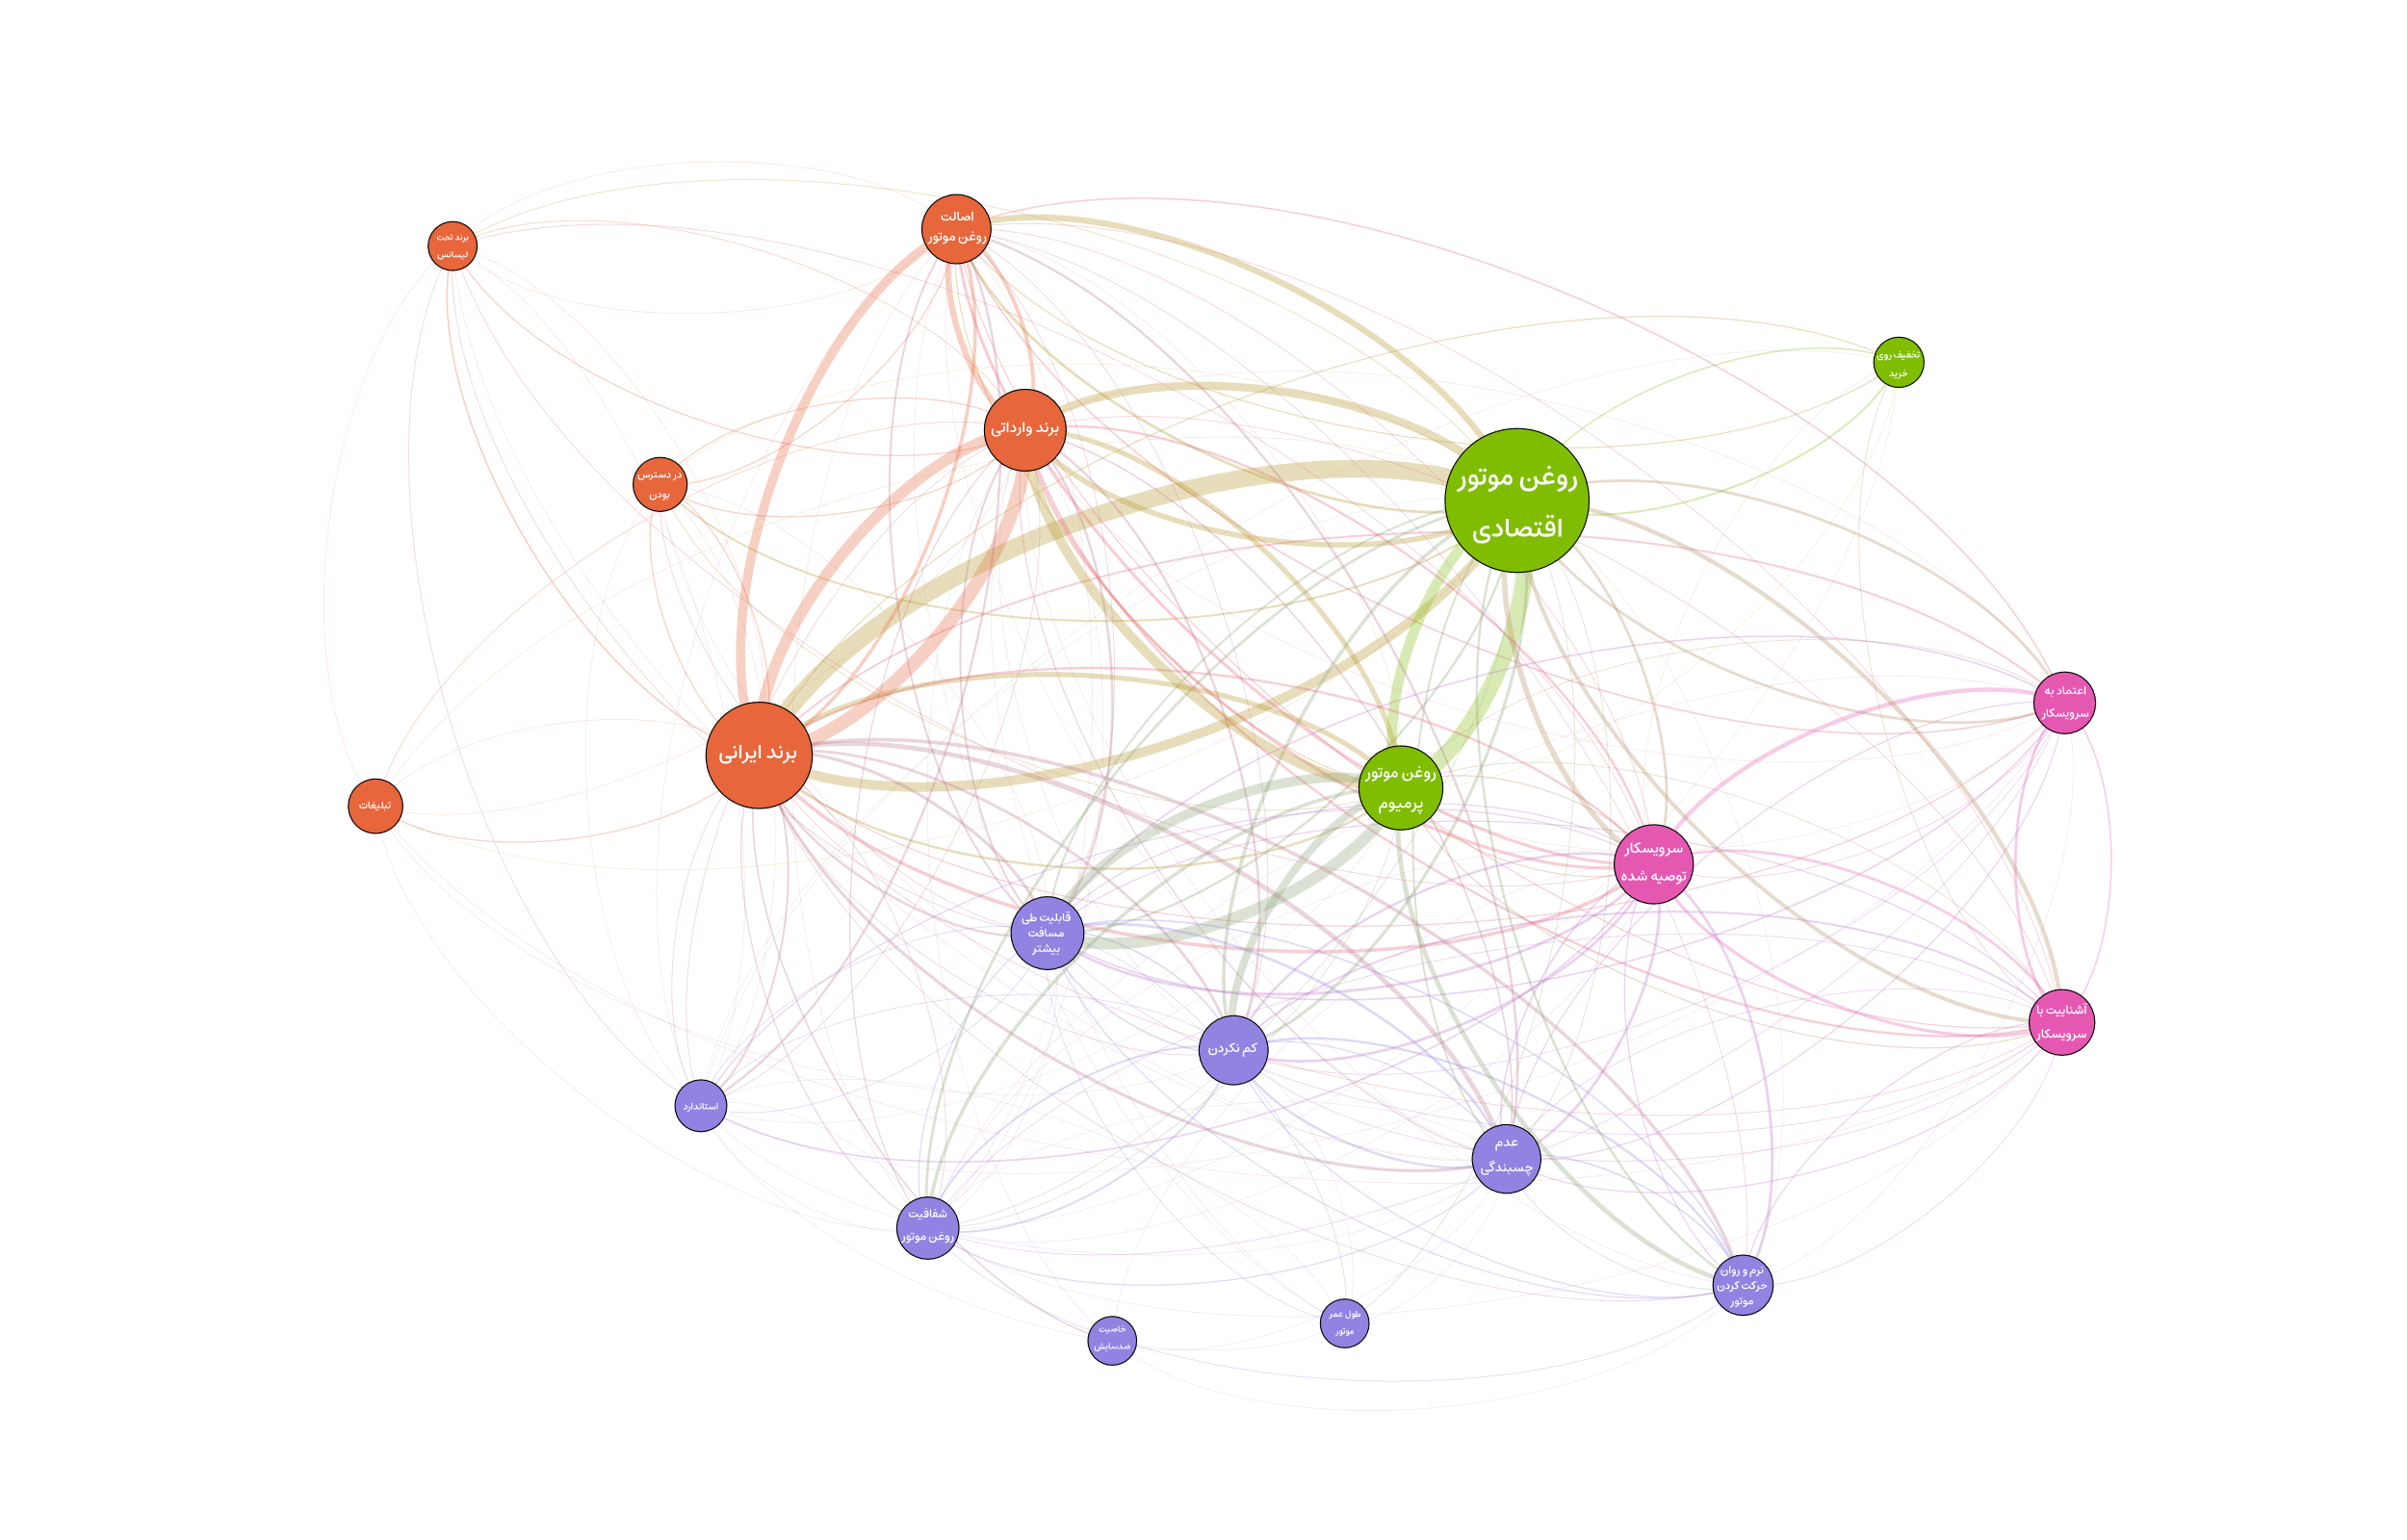 اصالت
روغن موتور
برند تحت
لیسانس
تخفیف روی
خرید
برند وارداتی
در دسترس
بودن
روغن موتور
اقتصادی
اعتماد به
سرویسکار
برند ایرانی
روغن موتور
پرمیوم
تبلیغات
سرویسکار
توصیه شده
قابلیت طی
مسافت
بیشتر
آشناییت با
سرویسکار
کم نکردن
استاندارد
عدم
چسبندگی
شفافیت
روغن موتور
نرم و روان
حرکت کردن
موتور
طول عمر
موتور
خاصیت
ضدسایش